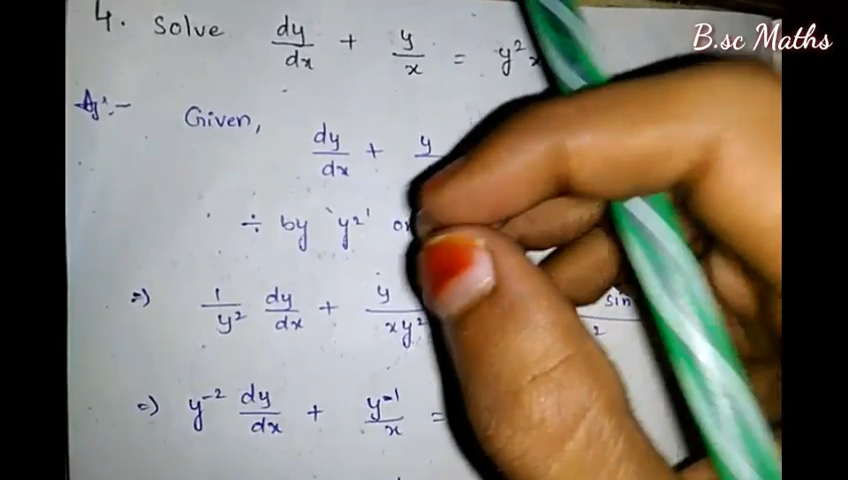 B.sc Maths
4. Solve dy/dx + y/x = y²x
Given,
dy/dx + y
÷ by 'y²'
=) 1/y² dy/dx + y/xy² sin 2
=) y⁻² dy/dx + y⁻¹/x =